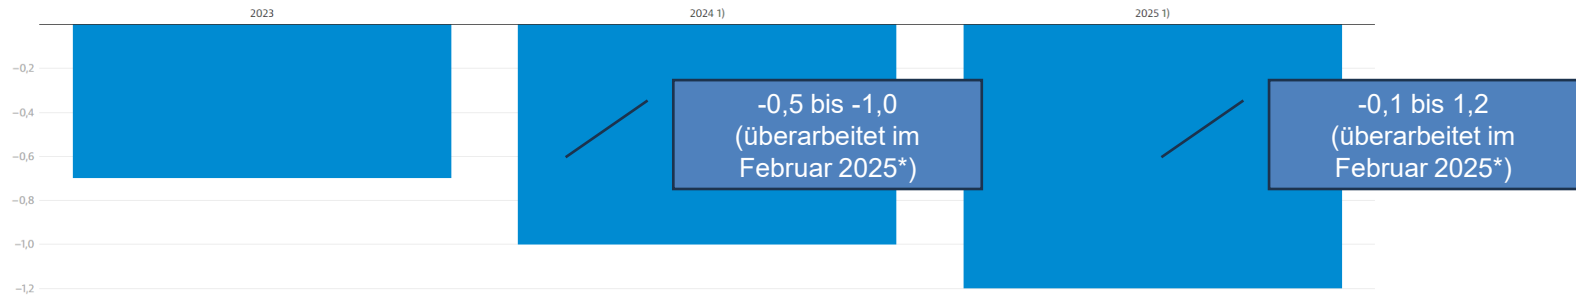 2023
2024 1)
2025 1)
−0,2
−0,4
−0,6
−0,8
−1,0
−1,2
-0,5 bis -1,0
(überarbeitet im
Februar 2025*)
-0,1 bis 1,2
(überarbeitet im
Februar 2025*)